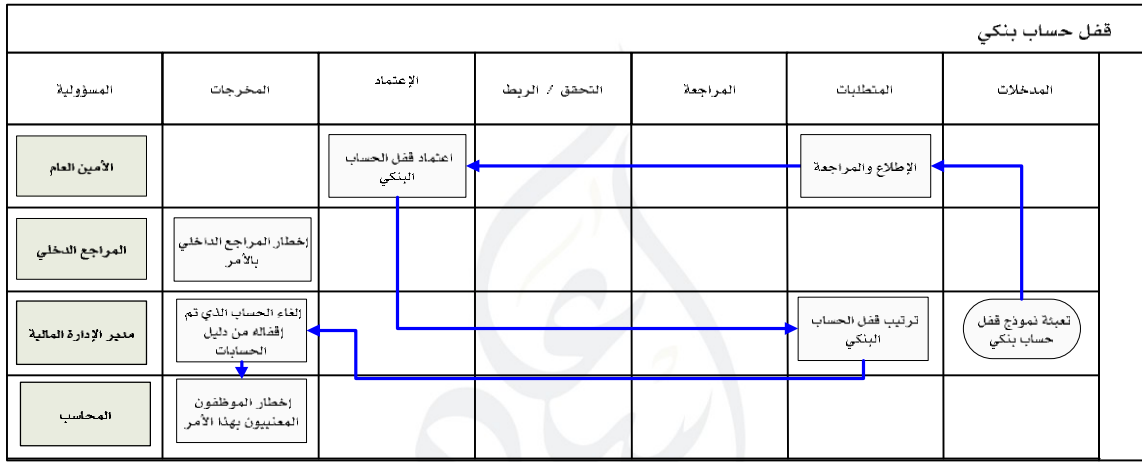 قفل حساب بنكي
المدخلات
المتطلبات
المراجعة
التحقق / الربط
الإعتماد
المخرجات
المسؤولية
الإطلاع والمراجعة
اعتماد قفل الحساب
البنكي
الأمين العام
إخطار المراجع الداخلي
بالأمر
المراجع الدخلي
تعبئة نموذج قفل
حساب بنكي
ترتيب قفل الحساب
البنكي
إلغاء الحساب الذي تم
إقفاله من دليل
الحسابات
مدير الإدارة المالية
إخطار الموظفون
المعنييون بهذا الأمر
المحاسب